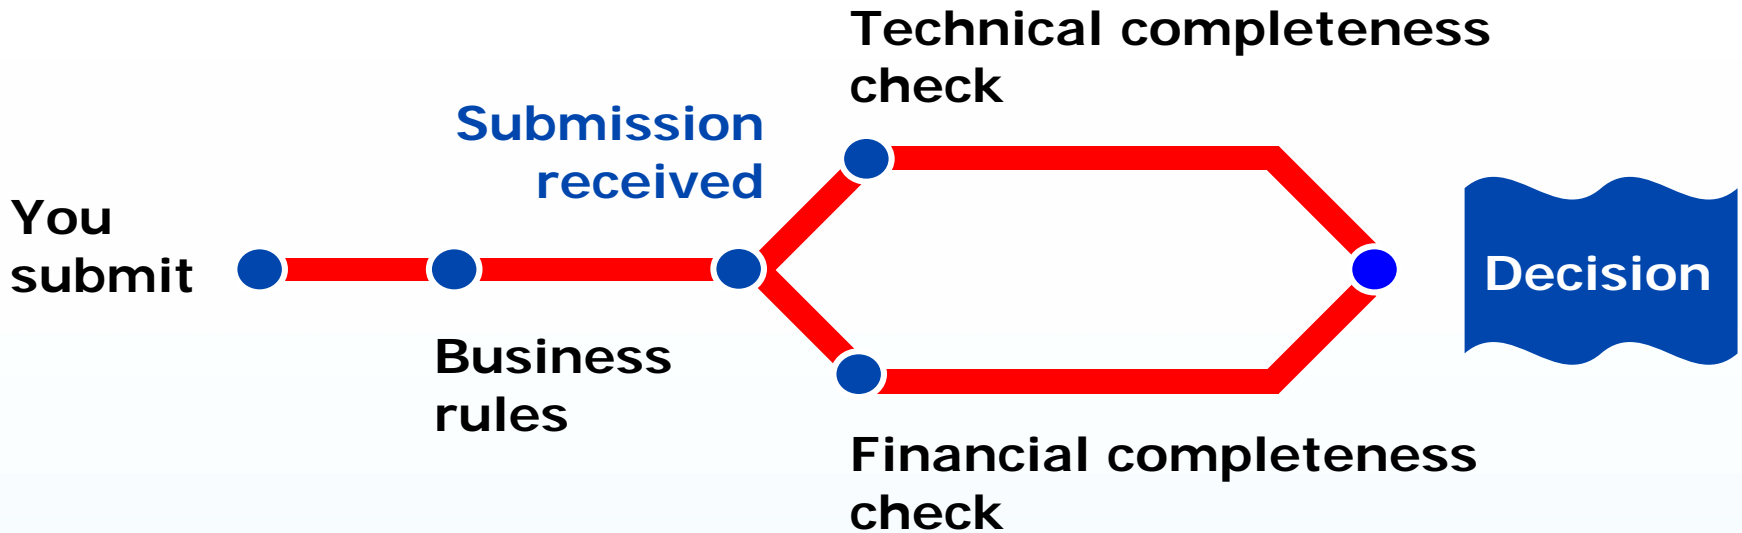 Technical completeness
check
Submission
received
You
submit
Business
rules
Decision
Financial completeness
check